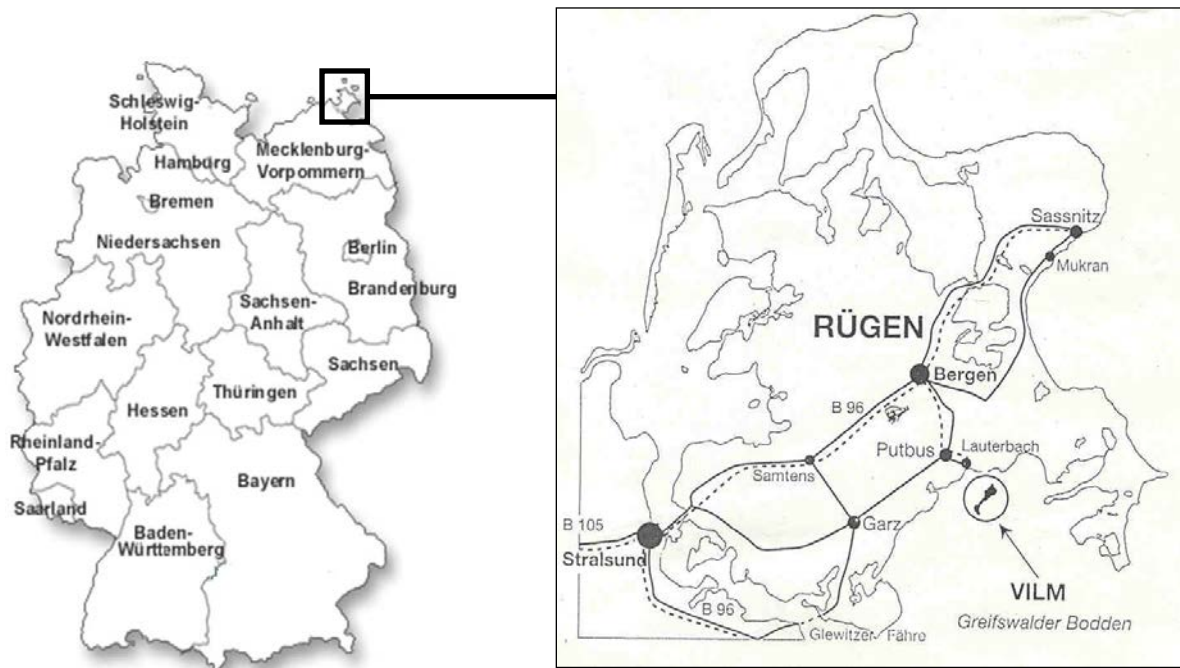 Schleswig-
Holstein
Hamburg
Mecklenburg-
Vorpommern
Bremen
Niedersachsen
Berlin
Brandenburg
Sachsen-
Anhalt
Nordrhein-
Westfalen
Sachsen
Thüringen
Hessen
Rheinland-
Pfalz
Saarland
Bayern
Baden-
Württemberg
Sassnitz
Mukran
RÜGEN
Bergen
B 96
Putbus
Lauterbach
Samtens
B 105
Garz
Stralsund
VILM
B 96
Greifswalder Bodden
Glewitzer Fähre